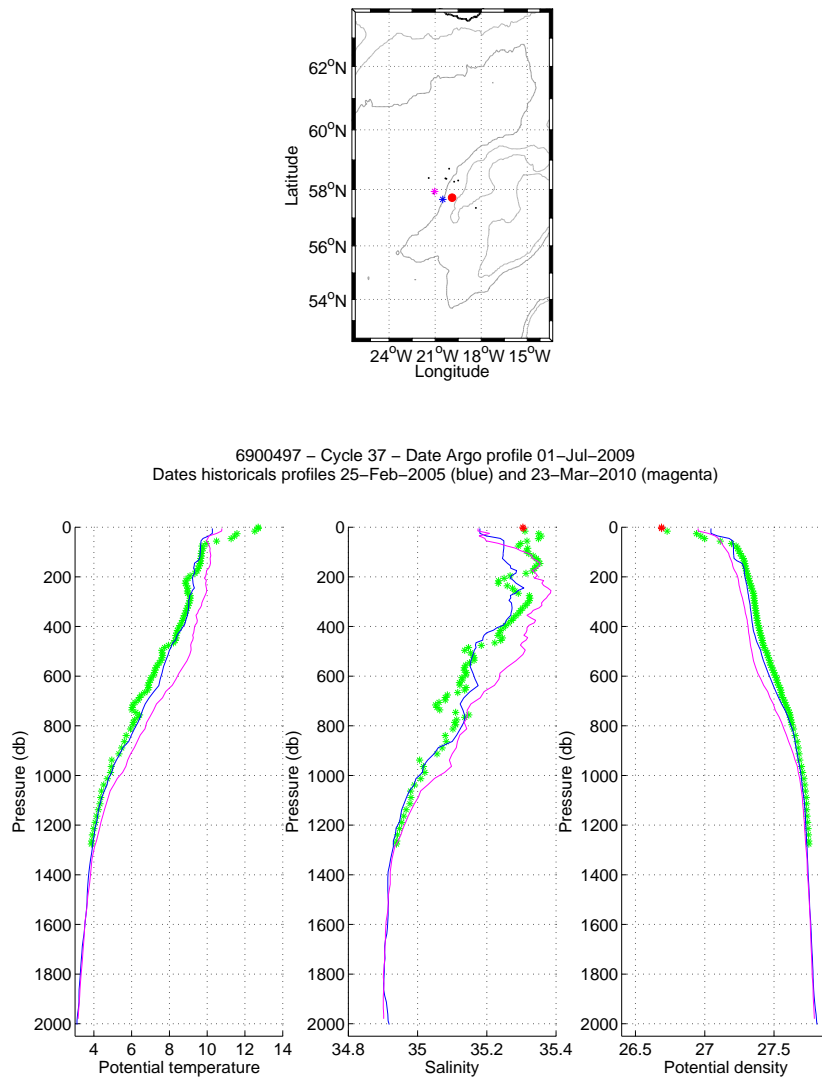 62°N
60°N
58°N
56°N
54°N
Latitude
24°W 21°W 18°W 15°W
Longitude
6900497 − Cycle 37 − Date Argo profile 01−Jul−2009
Dates historicals profiles 25−Feb−2005 (blue) and 23−Mar−2010 (magenta)
0
200
400
600
800
1000
1200
1400
1600
1800
2000
Pressure (db)
4 6 8 10 12 14
Potential temperature
0
200
400
600
800
1000
1200
1400
1600
1800
2000
Pressure (db)
34.8 35 35.2 35.4
Salinity
0
200
400
600
800
1000
1200
1400
1600
1800
2000
Pressure (db)
26.5 27 27.5
Potential density